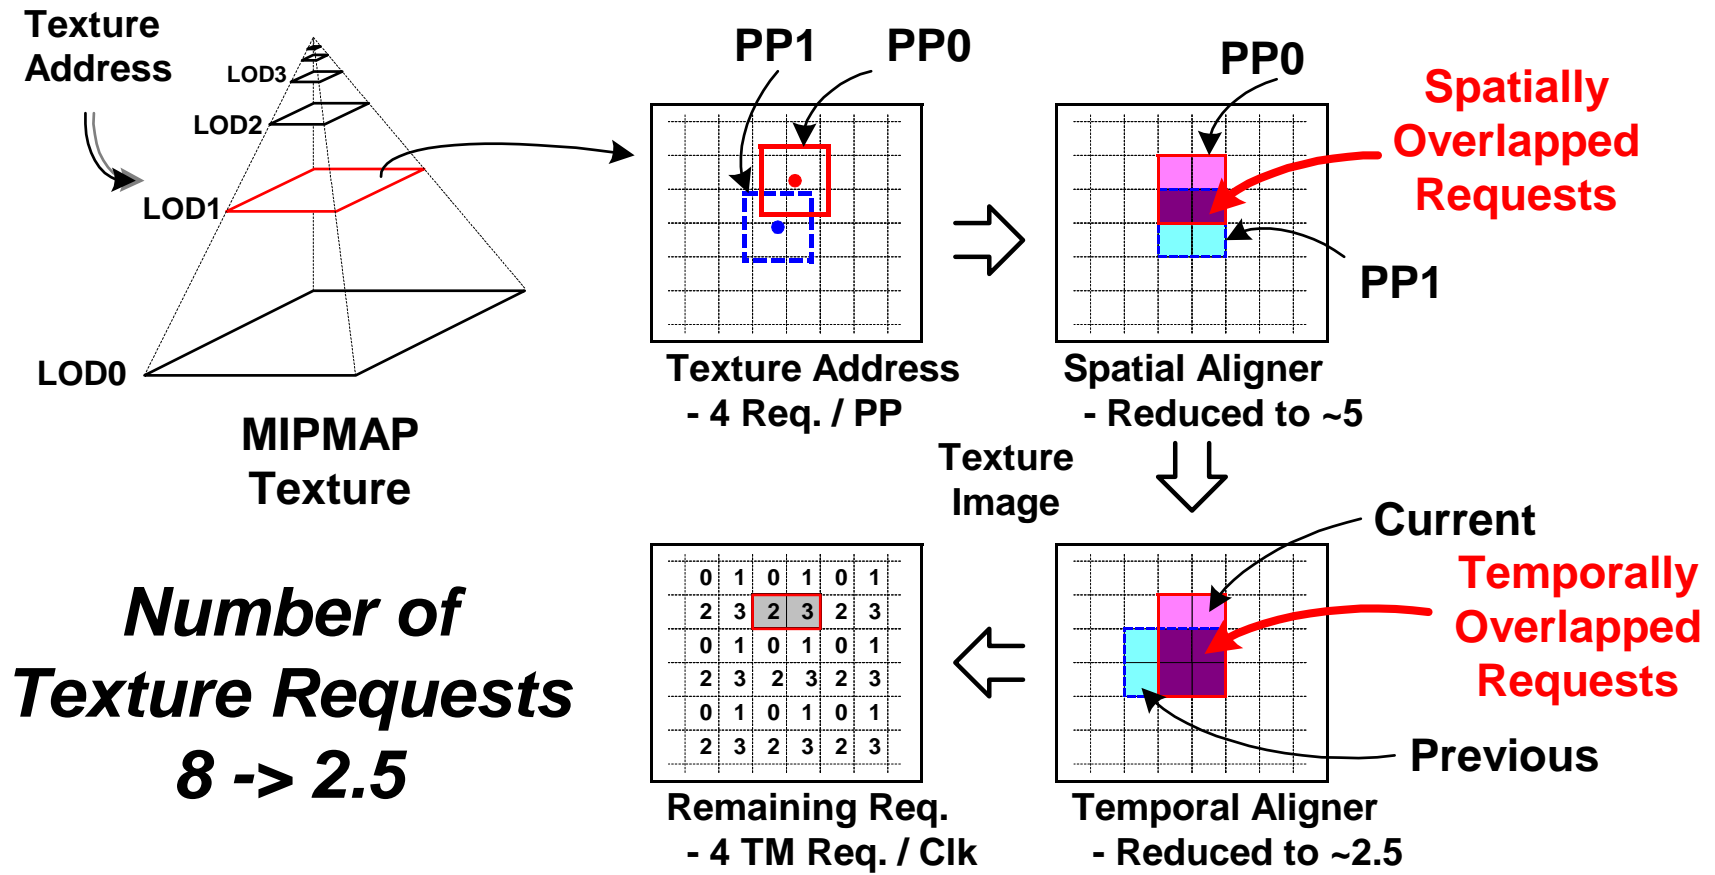 Texture
Address
LOD3
LOD2
LOD1
LOD0
MIPMAP
Texture
PP1
PP0
Texture Address
- 4 Req. / PP
PP0
Spatially
Overlapped
Requests
PP1
Spatial Aligner
- Reduced to ~5
Texture
Image
Current
Temporally
Overlapped
Requests
Previous
Temporal Aligner
- Reduced to ~2.5
0 1 0 1 0 1
2 3 2 3 2 3
0 1 0 1 0 1
2 3 2 3 2 3
0 1 0 1 0 1
2 3 2 3 2 3
Remaining Req.
- 4 TM Req. / Clk
Number of
Texture Requests
8 -> 2.5